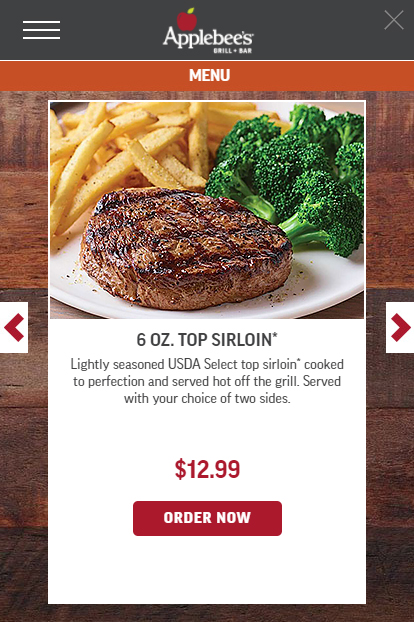 Applebee's
GRILL + BAR
MENU
6 OZ. TOP SIRLOIN*
Lightly seasoned USDA Select top sirloin* cooked
to perfection and served hot off the grill. Served
with your choice of two sides.
$12.99
ORDER NOW